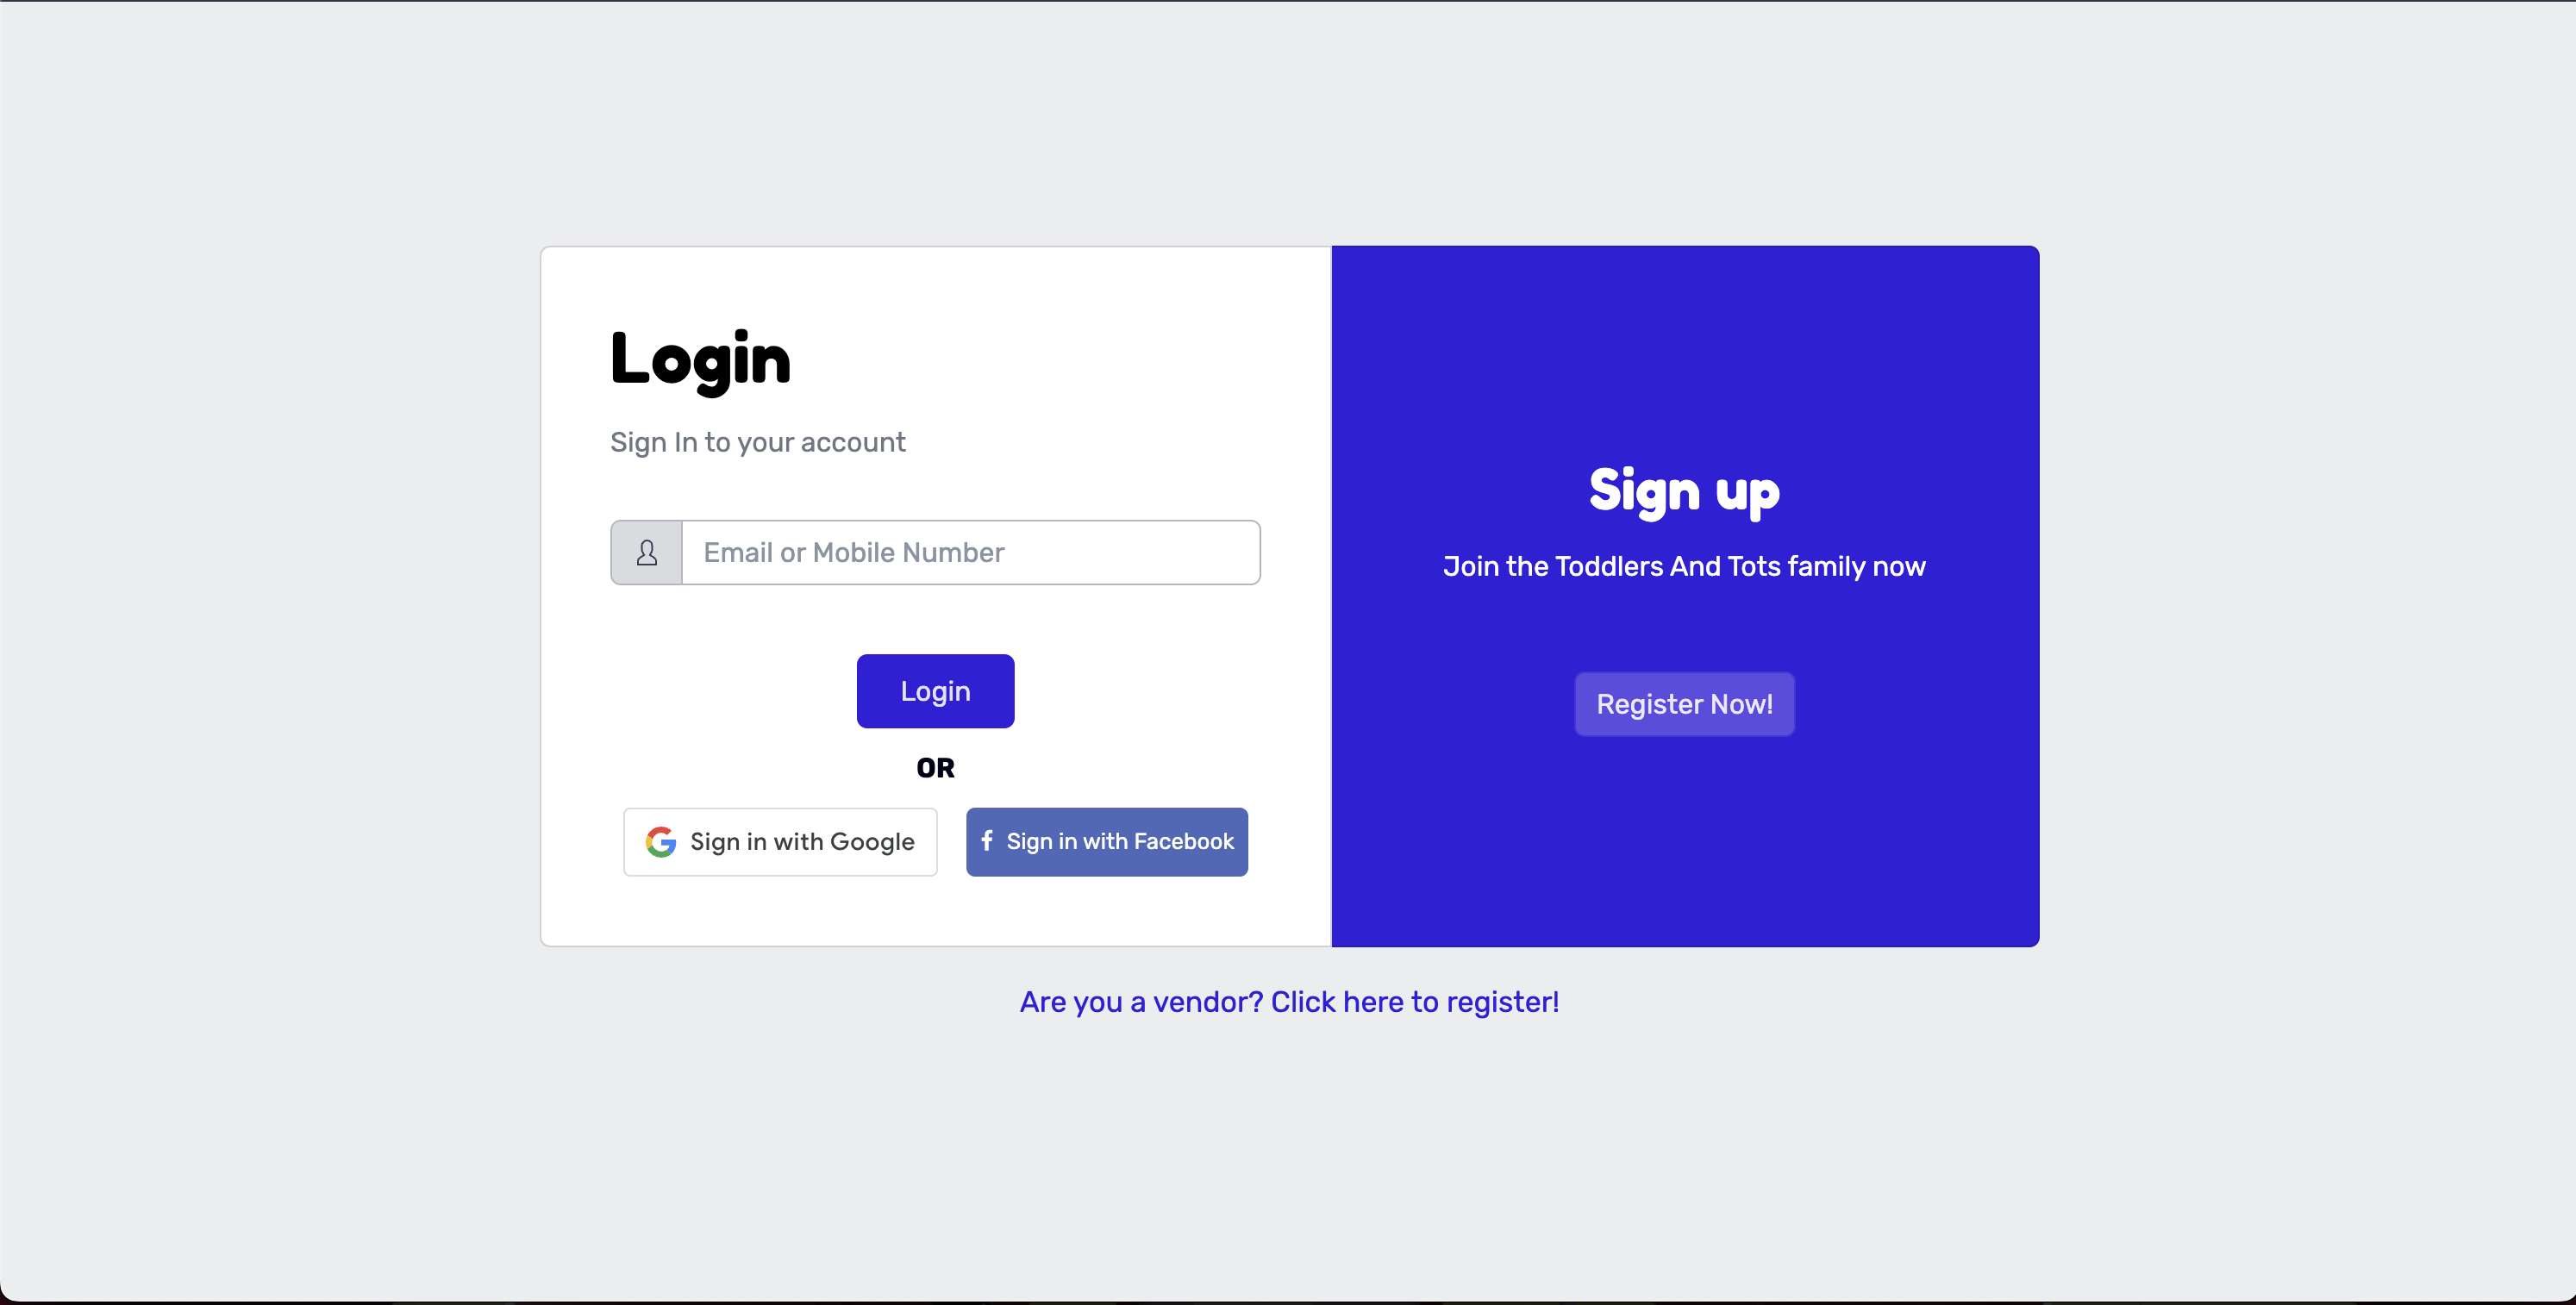 Login
Sign In to your account
Email or Mobile Number
Login
OR
Sign in with Google
Sign in with Facebook
Sign up
Join the Toddlers And Tots family now
Register Now!
Are you a vendor? Click here to register!